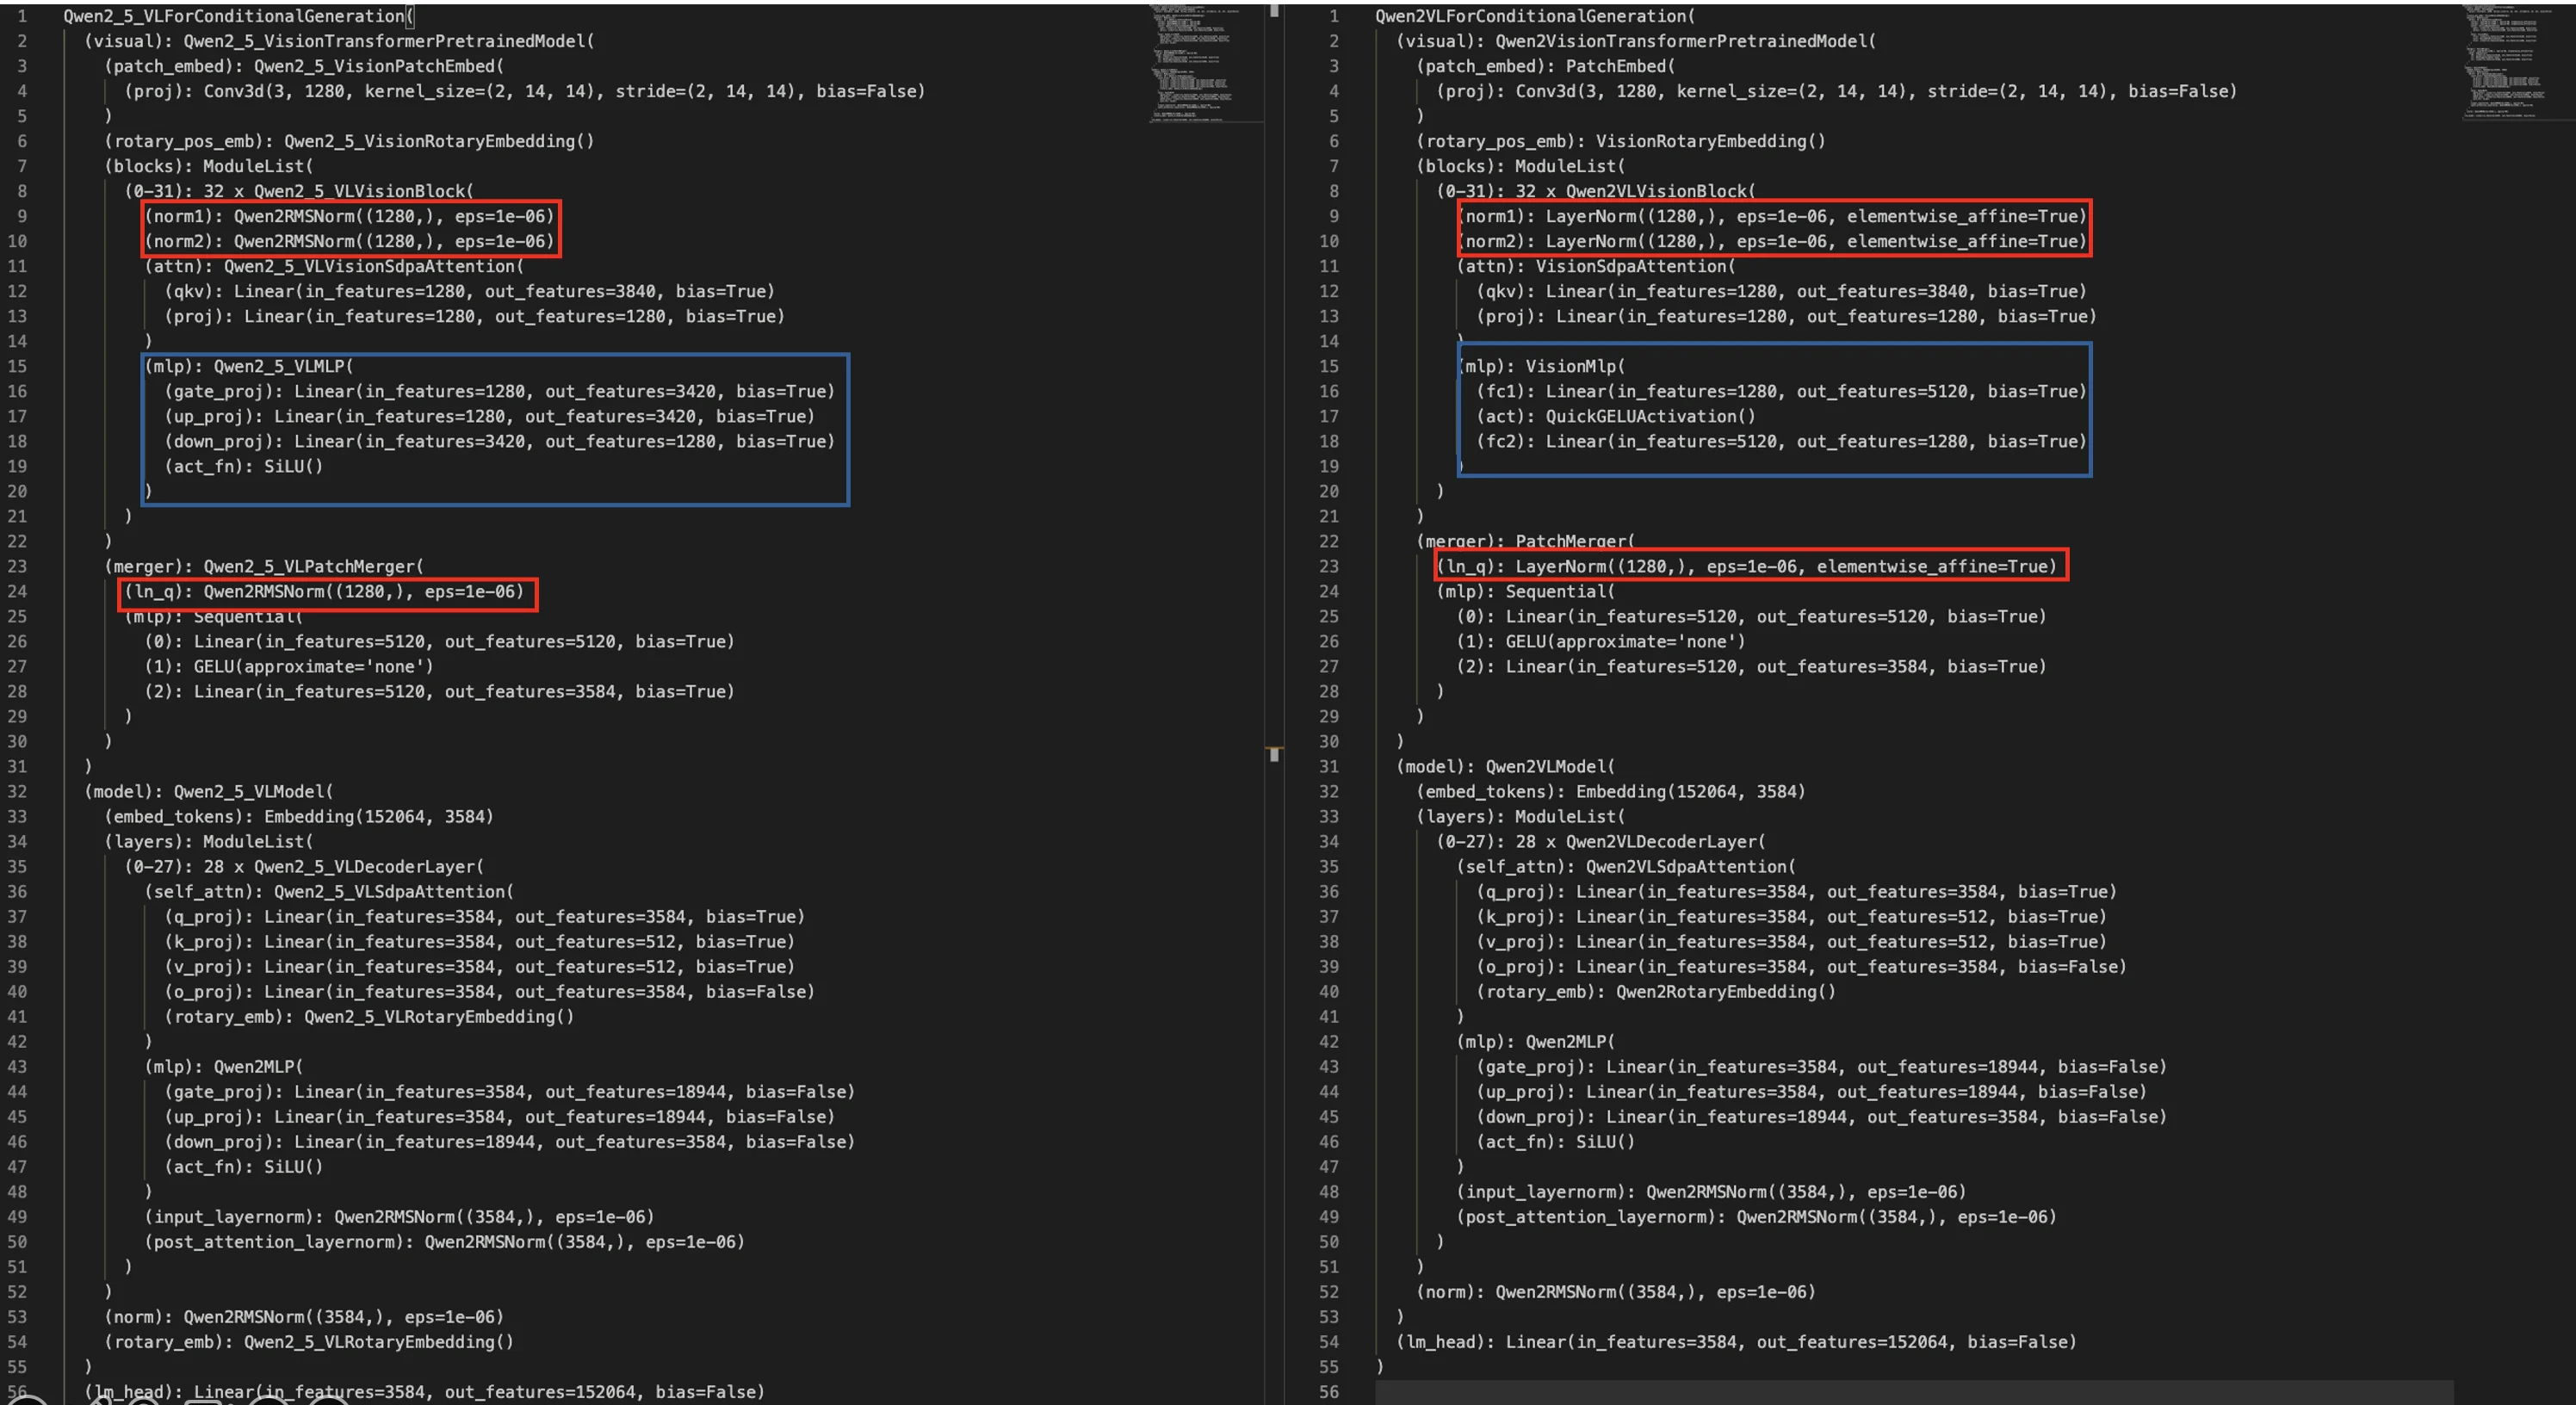 1 Qwen2_5_VLForConditionalGeneration(
2 (visual): Qwen2_5_VisionTransformerPretrainedModel(
3 (patch_embed): Qwen2_5_VisionPatchEmbed(
4 (proj): Conv3d(3, 1280, kernel_size=(2, 14, 14), stride=(2, 14, 14), bias=False)
5 )
6 (rotary_pos_emb): Qwen2_5_VisionRotaryEmbedding()
7 (blocks): ModuleList(
8 (0-31): 32 x Qwen2_5_VLVisionBlock(
9 (norm1): Qwen2RMSNorm((1280,), eps=1e-06)
10 (norm2): Qwen2RMSNorm((1280,), eps=1e-06)
11 (attn): Qwen2_5_VLVisionSdpaAttention(
12 (qkv): Linear(in_features=1280, out_features=3840, bias=True)
13 (proj): Linear(in_features=1280, out_features=1280, bias=True)
14 )
15 (mlp): Qwen2_5_VLMLP(
16 (gate_proj): Linear(in_features=1280, out_features=3420, bias=True)
17 (up_proj): Linear(in_features=1280, out_features=3420, bias=True)
18 (down_proj): Linear(in_features=3420, out_features=1280, bias=True)
19 (act_fn): SiLU()
20 )
21 )
22 )
23 (merger): Qwen2_5_VLPatchMerger(
24 (ln_q): Qwen2RMSNorm((1280,), eps=1e-06)
25 (mlp): Sequential(
26 (0): Linear(in_features=5120, out_features=5120, bias=True)
27 (1): GELU(approximate='none')
28 (2): Linear(in_features=5120, out_features=3584, bias=True)
29 )
30 )
31 )
32 (model): Qwen2_5_VLModel(
33 (embed_tokens): Embedding(152064, 3584)
34 (layers): ModuleList(
35 (0-27): 28 x Qwen2_5_VLDecoderLayer(
36 (self_attn): Qwen2_5_VLSdpaAttention(
37 (q_proj): Linear(in_features=3584, out_features=3584, bias=True)
38 (k_proj): Linear(in_features=3584, out_features=512, bias=True)
39 (v_proj): Linear(in_features=3584, out_features=512, bias=True)
40 (o_proj): Linear(in_features=3584, out_features=3584, bias=False)
41 (rotary_emb): Qwen2_5_VLRotaryEmbedding()
42 )
43 (mlp): Qwen2MLP(
44 (gate_proj): Linear(in_features=3584, out_features=18944, bias=False)
45 (up_proj): Linear(in_features=3584, out_features=18944, bias=False)
46 (down_proj): Linear(in_features=18944, out_features=3584, bias=False)
47 (act_fn): SiLU()
48 )
49 (input_layernorm): Qwen2RMSNorm((3584,), eps=1e-06)
50 (post_attention_layernorm): Qwen2RMSNorm((3584,), eps=1e-06)
51 )
52 )
53 (norm): Qwen2RMSNorm((3584,), eps=1e-06)
54 (rotary_emb): Qwen2_5_VLRotaryEmbedding()
55 )
56 (lm_head): Linear(in_features=3584, out_features=152064, bias=False)
1 Qwen2VLForConditionalGeneration(
2 (visual): Qwen2VisionTransformerPretrainedModel(
3 (patch_embed): PatchEmbed(
4 (proj): Conv3d(3, 1280, kernel_size=(2, 14, 14), stride=(2, 14, 14), bias=False)
5 )
6 (rotary_pos_emb): VisionRotaryEmbedding()
7 (blocks): ModuleList(
8 (0-31): 32 x Qwen2VLVisionBlock(
9 (norm1): LayerNorm((1280,), eps=1e-06, elementwise_affine=True)
10 (norm2): LayerNorm((1280,), eps=1e-06, elementwise_affine=True)
11 (attn): VisionSdpaAttention(
12 (qkv): Linear(in_features=1280, out_features=3840, bias=True)
13 (proj): Linear(in_features=1280, out_features=1280, bias=True)
14 )
15 (mlp): VisionMlp(
16 (fc1): Linear(in_features=1280, out_features=5120, bias=True)
17 (act): QuickGELUActivation()
18 (fc2): Linear(in_features=5120, out_features=1280, bias=True)
19 )
20 )
21 )
22 (merger): PatchMerger(
23 (ln_q): LayerNorm((1280,), eps=1e-06, elementwise_affine=True)
24 (mlp): Sequential(
25 (0): Linear(in_features=5120, out_features=5120, bias=True)
26 (1): GELU(approximate='none')
27 (2): Linear(in_features=5120, out_features=3584, bias=True)
28 )
29 )
30 )
31 (model): Qwen2VLModel(
32 (embed_tokens): Embedding(152064, 3584)
33 (layers): ModuleList(
34 (0-27): 28 x Qwen2VLDecoderLayer(
35 (self_attn): Qwen2VLSdpaAttention(
36 (q_proj): Linear(in_features=3584, out_features=3584, bias=True)
37 (k_proj): Linear(in_features=3584, out_features=512, bias=True)
38 (v_proj): Linear(in_features=3584, out_features=512, bias=True)
39 (o_proj): Linear(in_features=3584, out_features=3584, bias=False)
40 (rotary_emb): Qwen2RotaryEmbedding()
41 )
42 (mlp): Qwen2MLP(
43 (gate_proj): Linear(in_features=3584, out_features=18944, bias=False)
44 (up_proj): Linear(in_features=3584, out_features=18944, bias=False)
45 (down_proj): Linear(in_features=18944, out_features=3584, bias=False)
46 (act_fn): SiLU()
47 )
48 (input_layernorm): Qwen2RMSNorm((3584,), eps=1e-06)
49 (post_attention_layernorm): Qwen2RMSNorm((3584,), eps=1e-06)
50 )
51 )
52 (norm): Qwen2RMSNorm((3584,), eps=1e-06)
53 )
54 (lm_head): Linear(in_features=3584, out_features=152064, bias=False)
55 )
56